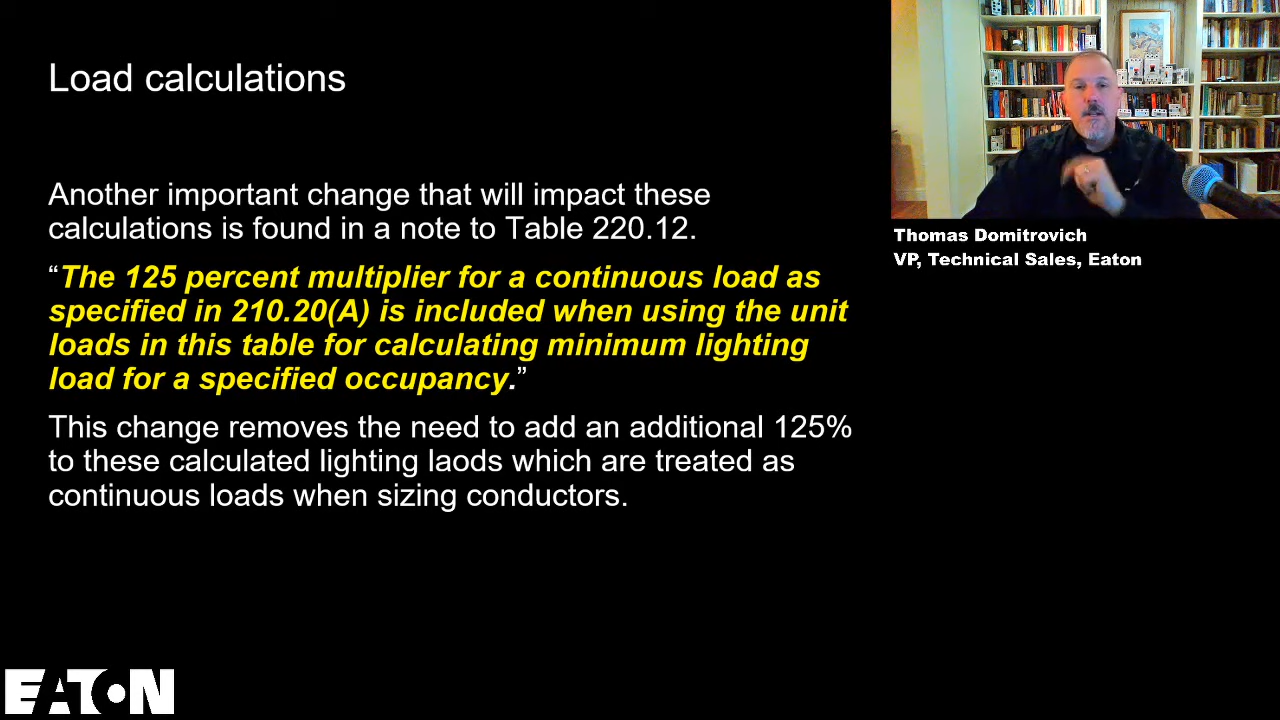 Load calculations
Another important change that will impact these
calculations is found in a note to Table 220.12.
“The 125 percent multiplier for a continuous load as
specified in 210.20(A) is included when using the unit
loads in this table for calculating minimum lighting
load for a specified occupancy.”
This change removes the need to add an additional 125%
to these calculated lighting laods which are treated as
continuous loads when sizing conductors.
Thomas Domitrovich
VP, Technical Sales, Eaton
EATON